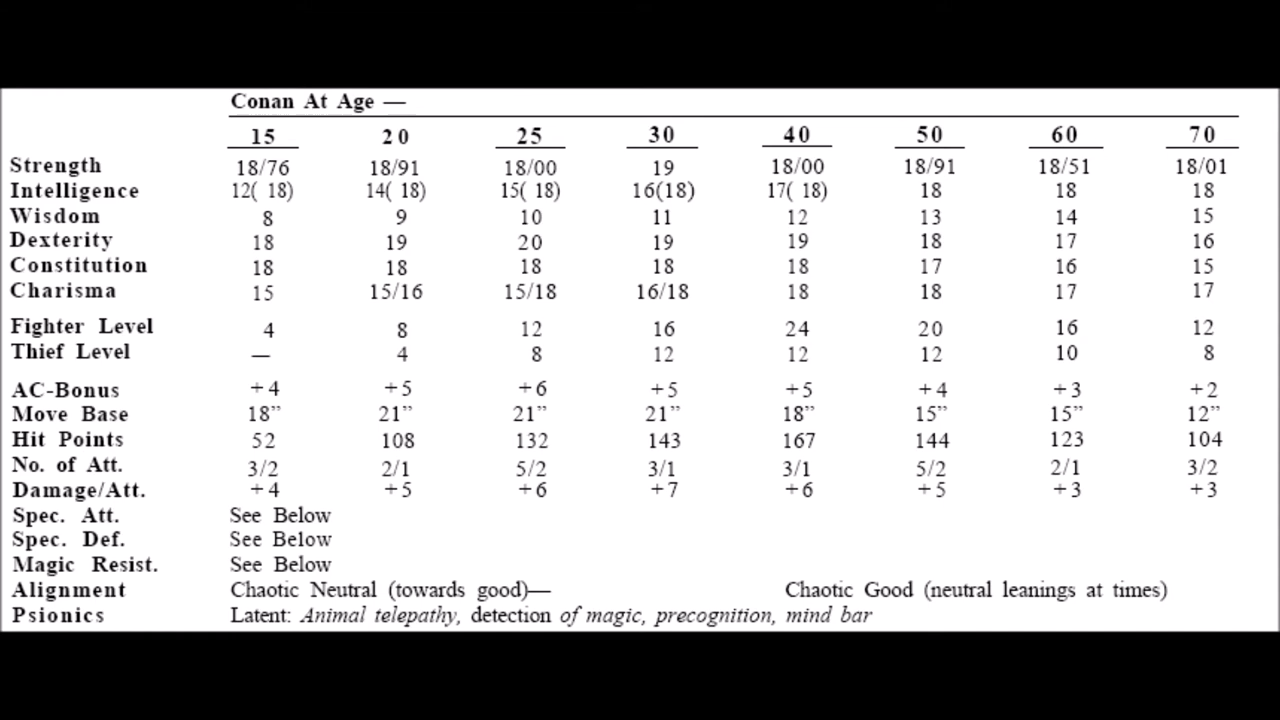 Conan At Age —
15 20 25 30 40 50 60 70
Strength 18/76 18/91 18/00 19 18/00 18/91 18/51 18/01
Intelligence 12( 18) 14( 18) 15( 18) 16(18) 17( 18) 18 18 18
Wisdom 8 9 10 11 12 13 14 15
Dexterity 18 19 20 19 19 18 17 16
Constitution 18 18 18 18 18 17 16 15
Charisma 15 15/16 15/18 16/18 18 18 17 17
Fighter Level 4 8 12 16 24 20 16 12
Thief Level — 4 8 12 12 12 10 8
AC-Bonus +4 +5 +6 +5 +5 +4 +3 +2
Move Base 18” 21” 21” 21” 18” 15” 15” 12”
Hit Points 52 108 132 143 167 144 123 104
No. of Att. 3/2 2/1 5/2 3/1 3/1 5/2 2/1 3/2
Damage/Att. +4 +5 +6 +7 +6 +5 +3 +3
Spec. Att. See Below
Spec. Def. See Below
Magic Resist. See Below
Alignment Chaotic Neutral (towards good)— Chaotic Good (neutral leanings at times)
Psionics Latent: Animal telepathy, detection of magic, precognition, mind bar